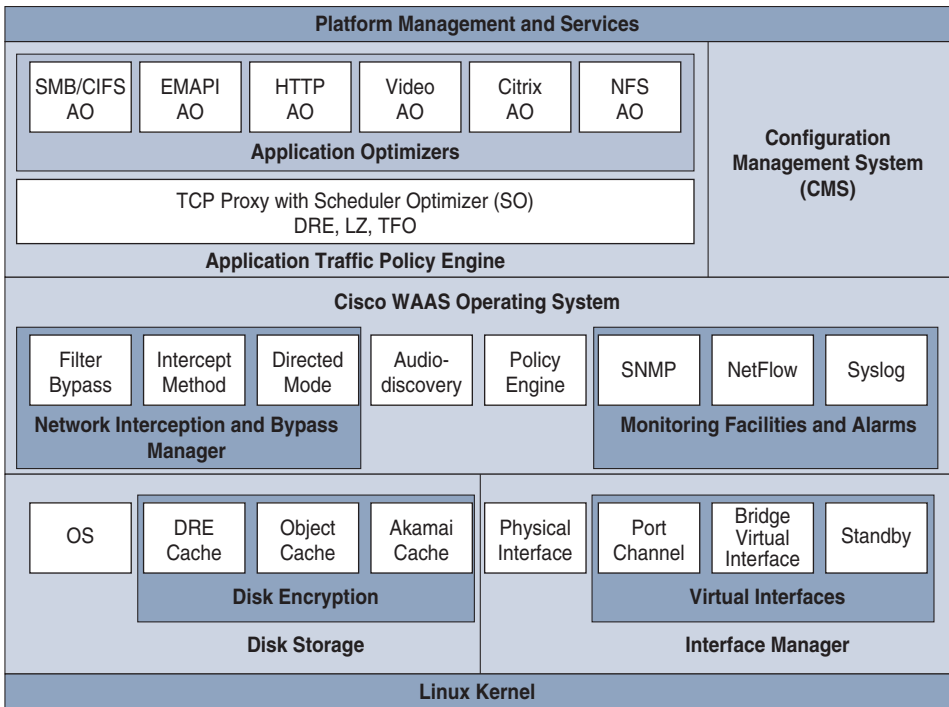 Platform Management and Services
SMB/CIFS
AO
EMAPI
AO
HTTP
AO
Video
AO
Citrix
AO
NFS
AO
Application Optimizers
Configuration
Management System
(CMS)
TCP Proxy with Scheduler Optimizer (SO)
DRE, LZ, TFO
Application Traffic Policy Engine
Cisco WAAS Operating System
Filter
Bypass
Intercept
Method
Directed
Mode
Network Interception and Bypass
Manager
Audio-
discovery
Policy
Engine
SNMP
NetFlow
Syslog
Monitoring Facilities and Alarms
OS
DRE
Cache
Object
Cache
Akamai
Cache
Disk Encryption
Disk Storage
Physical
Interface
Port
Channel
Bridge
Virtual
Interface
Standby
Virtual Interfaces
Interface Manager
Linux Kernel